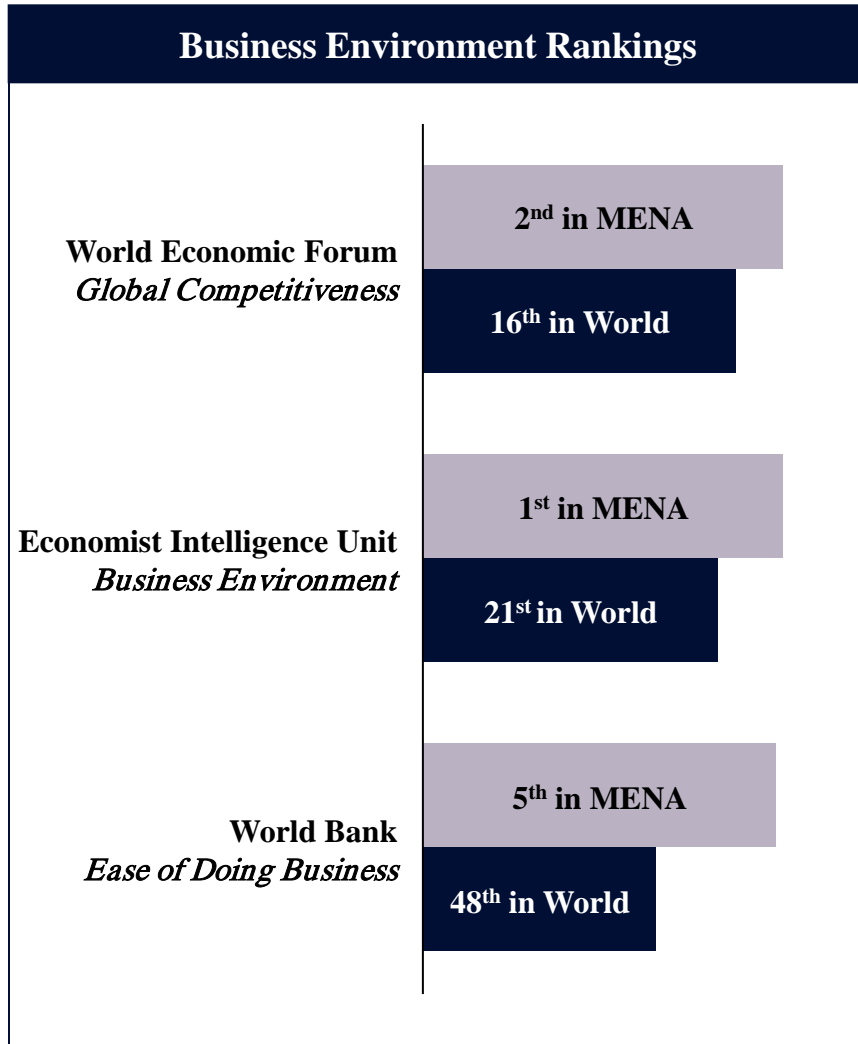 Business Environment Rankings
2nd in MENA
World Economic Forum
Global Competitiveness
16th in World
1st in MENA
Economist Intelligence Unit
Business Environment
21st in World
5th in MENA
World Bank
Ease of Doing Business
48th in World